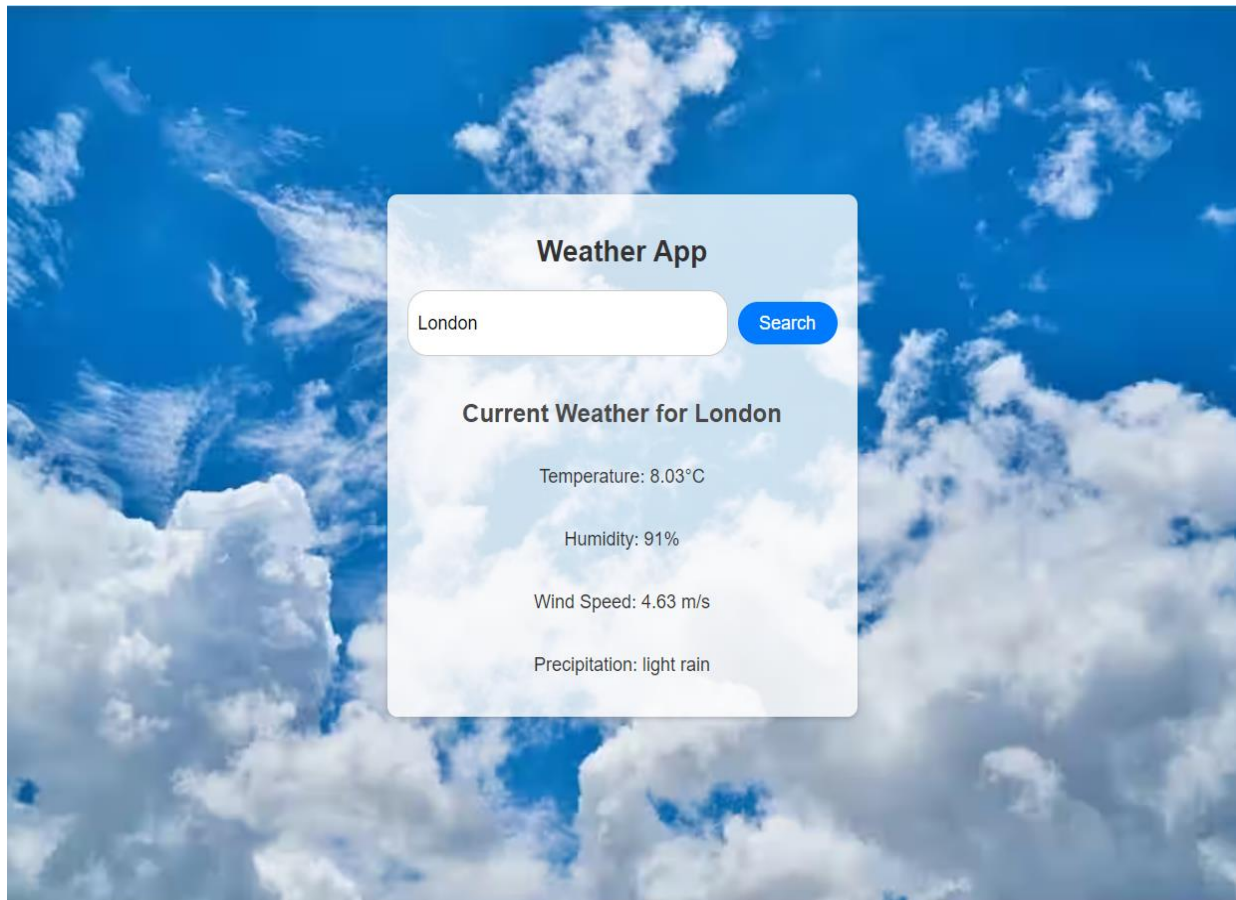 Weather App
London
Search
Current Weather for London
Temperature: 8.03°C
Humidity: 91%
Wind Speed: 4.63 m/s
Precipitation: light rain